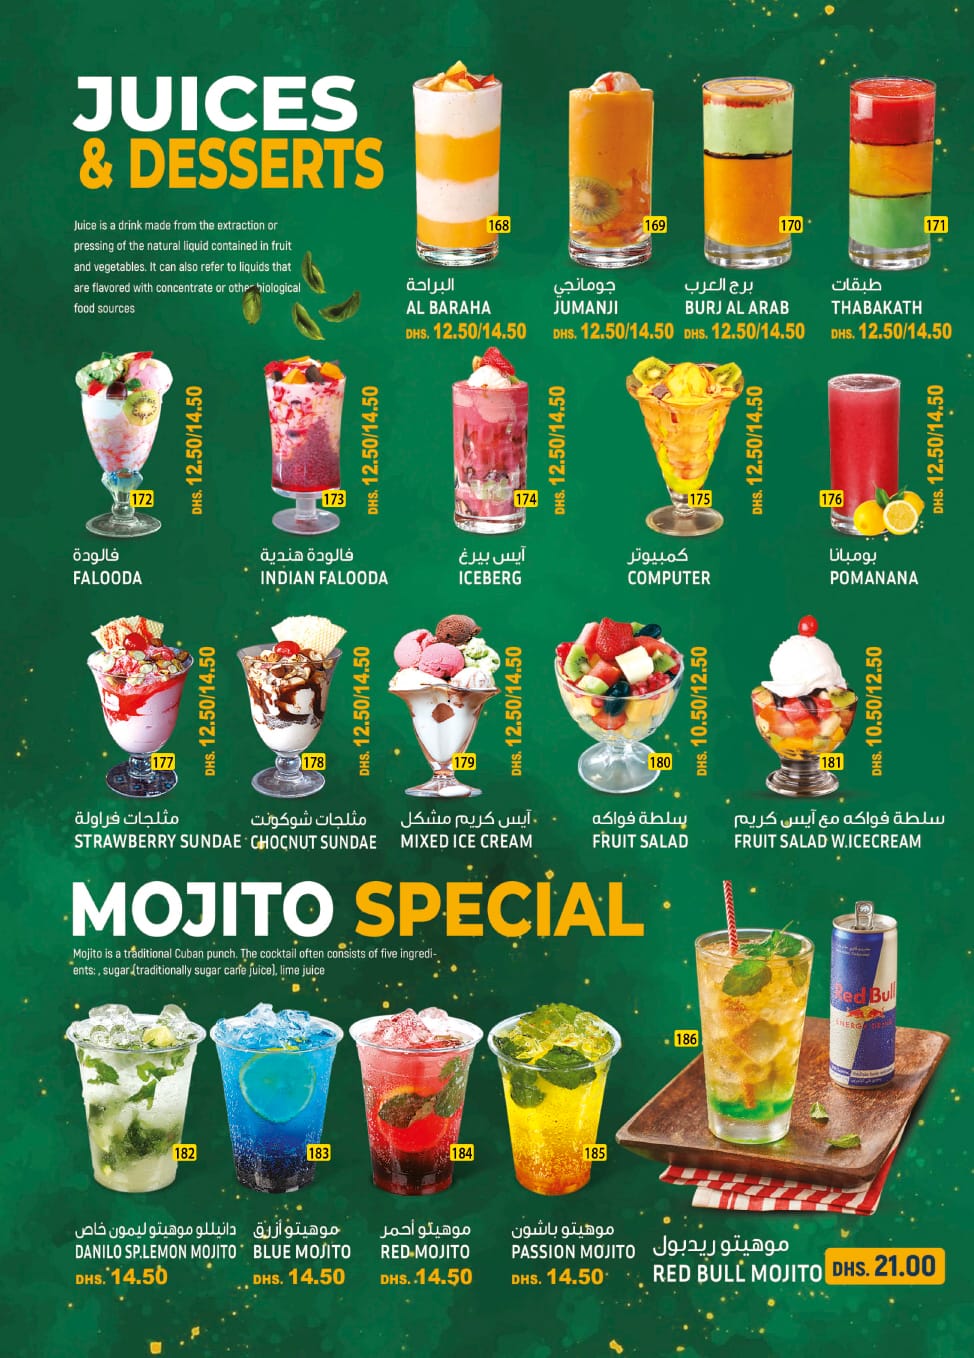 JUICES
& DESSERTS
Juice is a drink made from the extraction or
pressing of the natural liquid contained in fruit
and vegetables. It can also refer to liquids that
are flavored with concentrate or other biological
food sources
168
البراحة
AL BARAHA
DHS. 12.50/14.50
169
جومانجي
JUMANJI
DHS. 12.50/14.50
170
برج العرب
BURJ AL ARAB
DHS. 12.50/14.50
171
طبقات
THABAKATH
DHS. 12.50/14.50
172
DHS. 12.50/14.50
فالودة
FALOODA
173
DHS. 12.50/14.50
فالودة هندية
INDIAN FALOODA
174
DHS. 12.50/14.50
آيس بيرغ
ICEBERG
175
DHS. 12.50/14.50
كمبيوتر
COMPUTER
176
DHS. 12.50/14.50
بومبانا
POMANANA
177
DHS. 12.50/14.50
مثلجات فراولة
STRAWBERRY SUNDAE
178
DHS. 12.50/14.50
مثلجات شوكونت
CHOCNUT SUNDAE
179
DHS. 12.50/14.50
آيس كريم مشكل
MIXED ICE CREAM
180
DHS. 10.50/12.50
سلطة فواكه
FRUIT SALAD
181
DHS. 10.50/12.50
سلطة فواكه مع آيس كريم
FRUIT SALAD W.ICECREAM
MOJITO SPECIAL
Mojito is a traditional Cuban punch. The cocktail often consists of five ingredi-
ents: , sugar (traditionally sugar cane juice), lime juice
182
دانيللو موهيتو ليمون خاص
DANILO SP.LEMON MOJITO
DHS. 14.50
183
موهيتو أزرق
BLUE MOJITO
DHS. 14.50
184
موهيتو أحمر
RED MOJITO
DHS. 14.50
185
موهيتو باشون
PASSION MOJITO
DHS. 14.50
186
Red Bull
ENERGY DRINK
موهيتو ريدبول
RED BULL MOJITO
DHS. 21.00